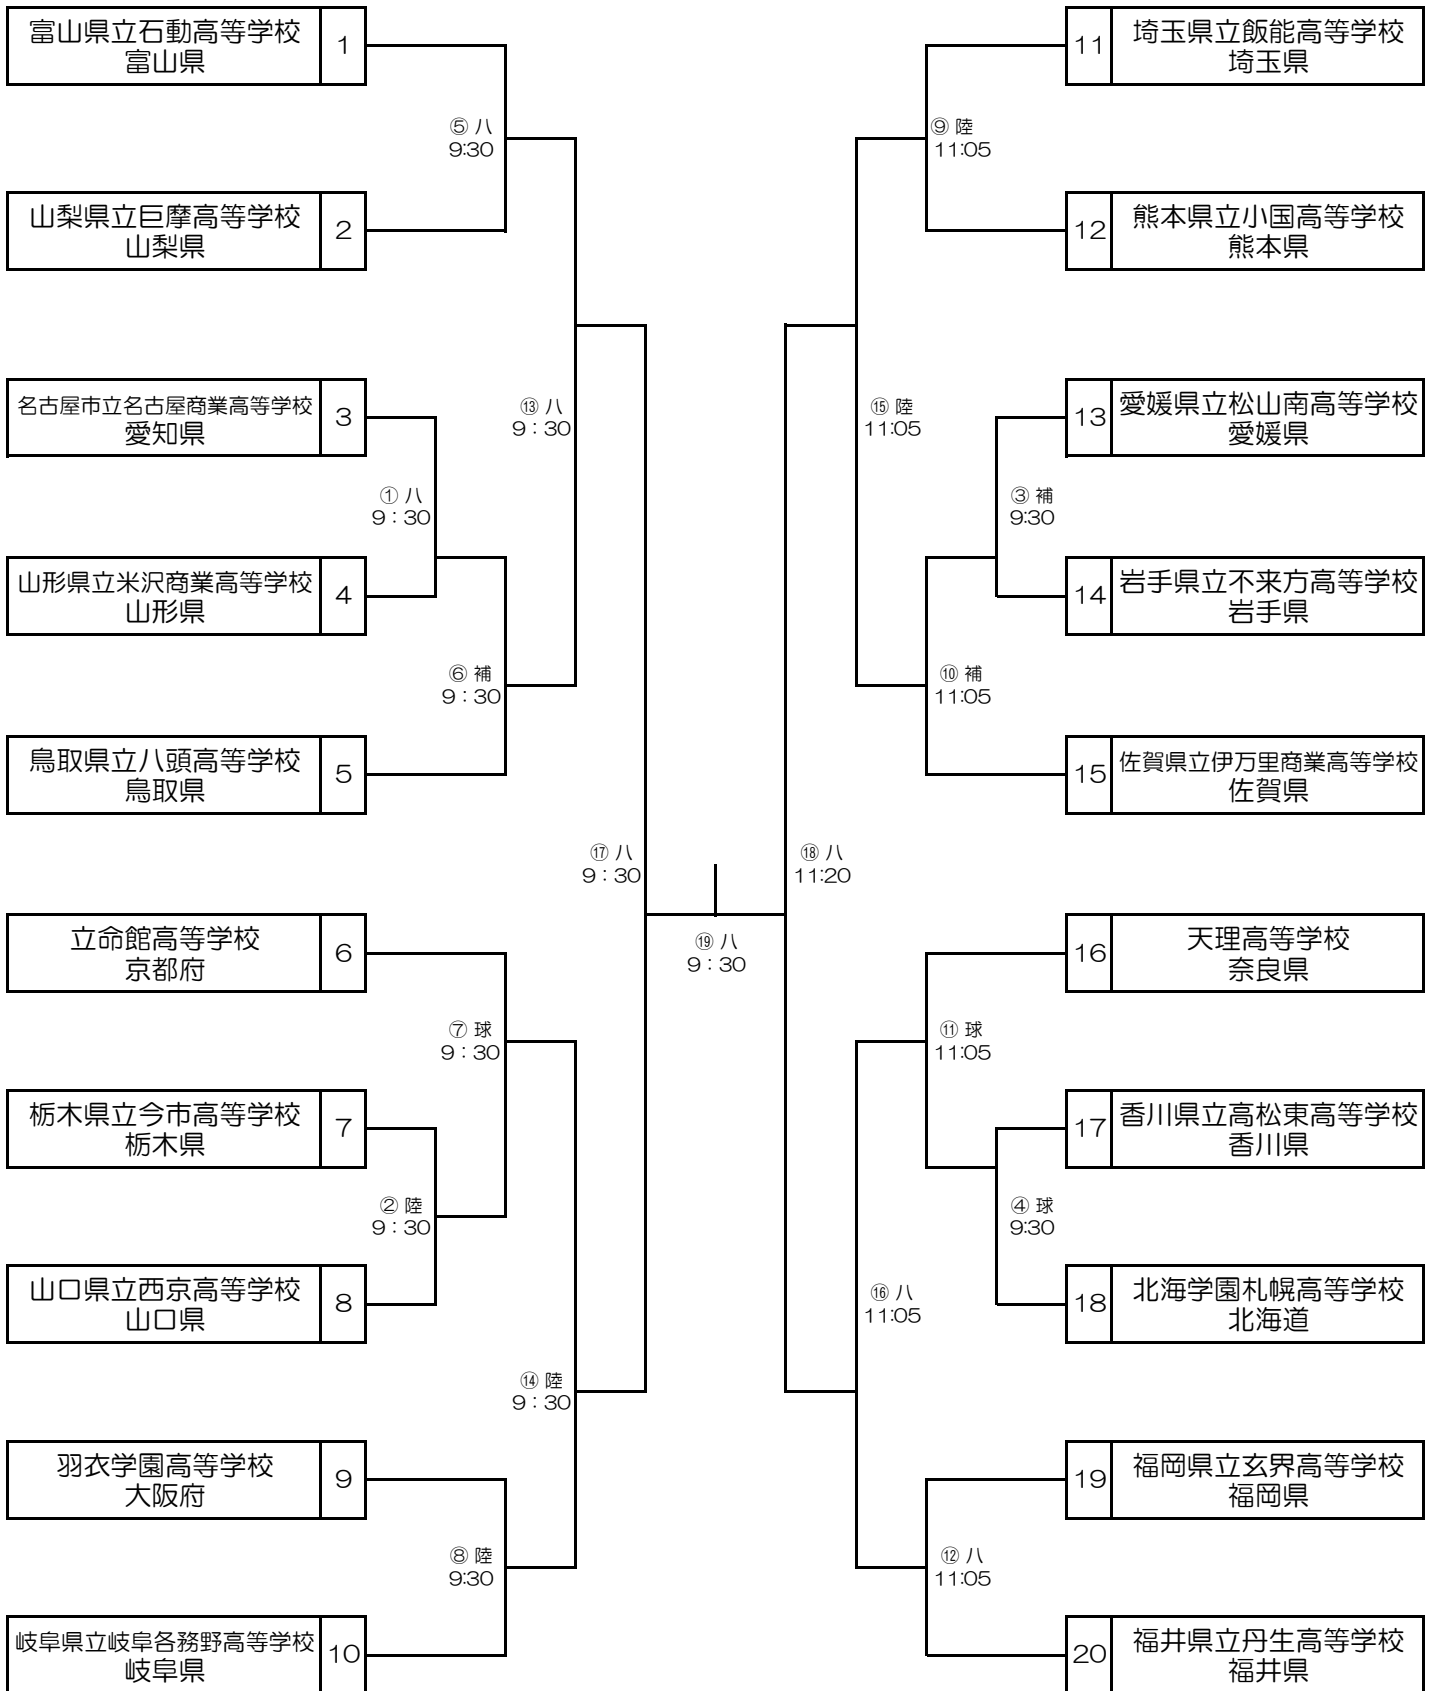 富山県立石動高等学校
富山県
1
⑤ 八
9:30
山梨県立巨摩高等学校
山梨県
2
名古屋市立名古屋商業高等学校
愛知県
3
① 八
9：30
⑬ 八
9：30
山形県立米沢商業高等学校
山形県
4
⑥ 補
9：30
鳥取県立八頭高等学校
鳥取県
5
⑰ 八
9：30
立命館高等学校
京都府
6
⑦ 球
9：30
栃木県立今市高等学校
栃木県
7
② 陸
9：30
山口県立西京高等学校
山口県
8
⑭ 陸
9：30
羽衣学園高等学校
大阪府
9
⑧ 陸
9:30
岐阜県立岐阜各務野高等学校
岐阜県
10
⑲ 八
9：30
11
埼玉県立飯能高等学校
埼玉県
⑨ 陸
11:05
12
熊本県立小国高等学校
熊本県
⑮ 陸
11:05
13
愛媛県立松山南高等学校
愛媛県
③ 補
9:30
14
岩手県立不来方高等学校
岩手県
⑩ 補
11:05
15
佐賀県立伊万里商業高等学校
佐賀県
⑱ 八
11:20
16
天理高等学校
奈良県
⑪ 球
11:05
17
香川県立高松東高等学校
香川県
④ 球
9:30
18
北海学園札幌高等学校
北海道
⑯ 八
11:05
19
福岡県立玄界高等学校
福岡県
⑫ 八
11:05
20
福井県立丹生高等学校
福井県